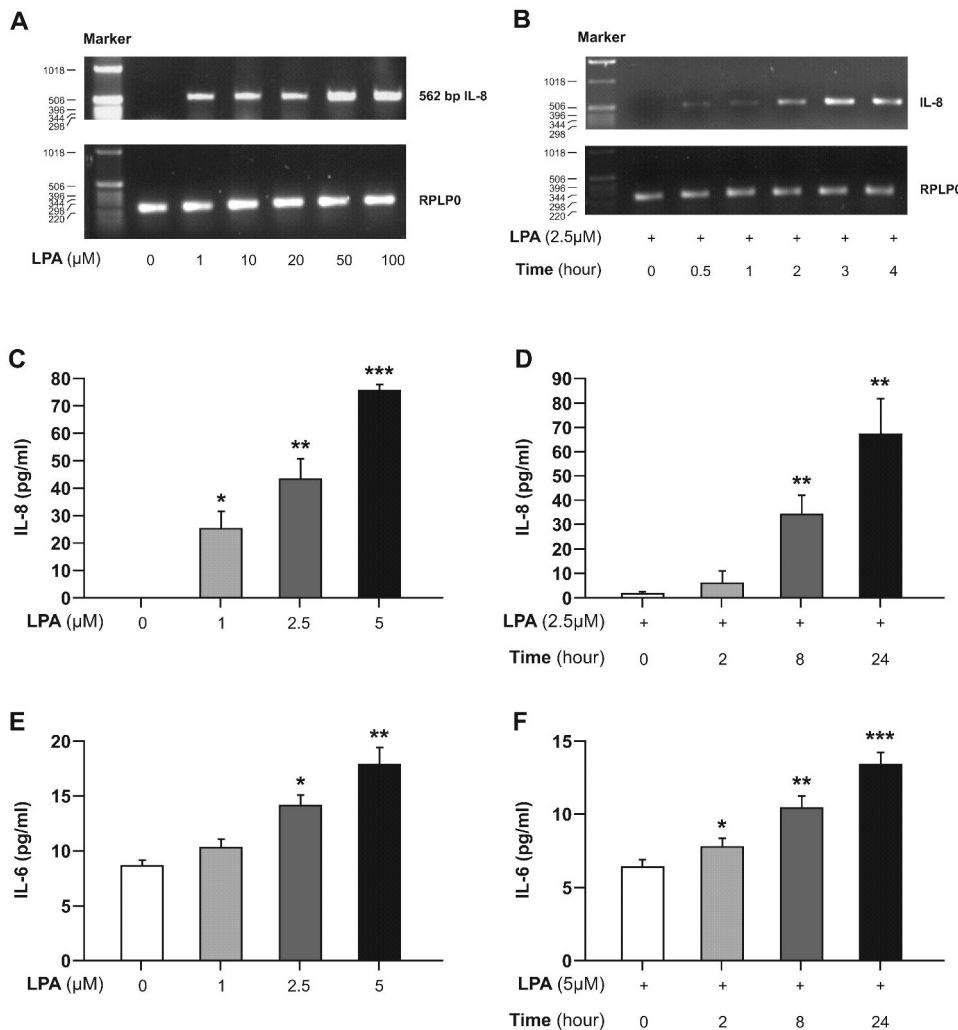 A
Marker
1018
506
396
344
298
562 bp IL-8
1018
506
396
344
298
220
RPLP0
LPA (µM) 0 1 10 20 50 100
B
Marker
1018
506
396
344
298
IL-8
1018
506
396
344
298
220
RPLP0
LPA (2.5µM) + + + + + +
Time (hour) 0 0.5 1 2 3 4
C
IL-8 (pg/ml)
80
70
60
50
40
30
20
10
0
* ** ***
LPA (µM) 0 1 2.5 5
D
IL-8 (pg/ml)
90
80
70
60
50
40
30
20
10
0
** **
LPA (2.5µM) + + + +
Time (hour) 0 2 8 24
E
IL-6 (pg/ml)
20
15
10
5
0
* **
LPA (µM) 0 1 2.5 5
F
IL-6 (pg/ml)
15
10
5
0
* ** ***
LPA (5µM) + + + +
Time (hour) 0 2 8 24